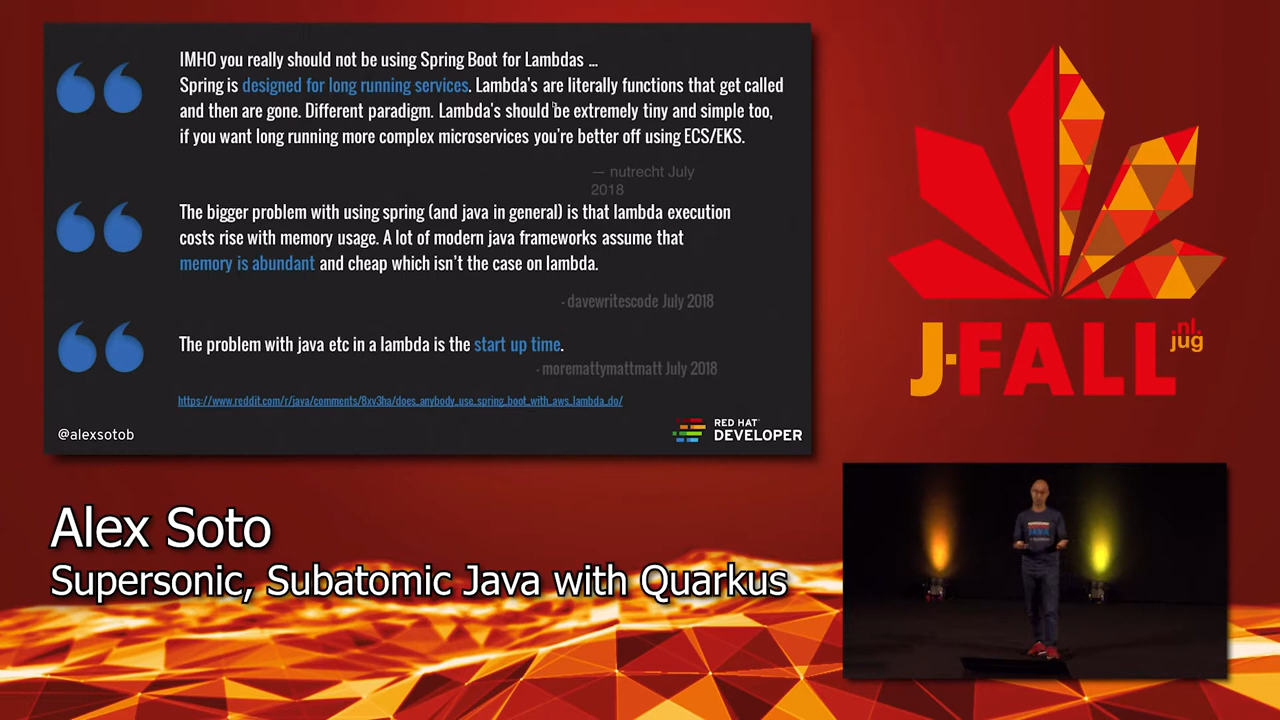 IMHO you really should not be using Spring Boot for Lambdas ...
Spring is designed for long running services. Lambda's are literally functions that get called
and then are gone. Different paradigm. Lambda's should be extremely tiny and simple too,
if you want long running more complex microservices you're better off using ECS/EKS.
— nutrecht July
2018
The bigger problem with using spring (and java in general) is that lambda execution
costs rise with memory usage. A lot of modern java frameworks assume that
memory is abundant and cheap which isn't the case on lambda.
- davewritescode July 2018
The problem with java etc in a lambda is the start up time.
- moremattymattmatt July 2018
https://www.reddit.com/r/java/comments/8xv3ha/does_anybody_use_spring_boot_with_aws_lambda_do/
@alexsotob
RED HAT
DEVELOPER
J-FALL
.nl.
jug
Alex Soto
Supersonic, Subatomic Java with Quarkus
JAVA